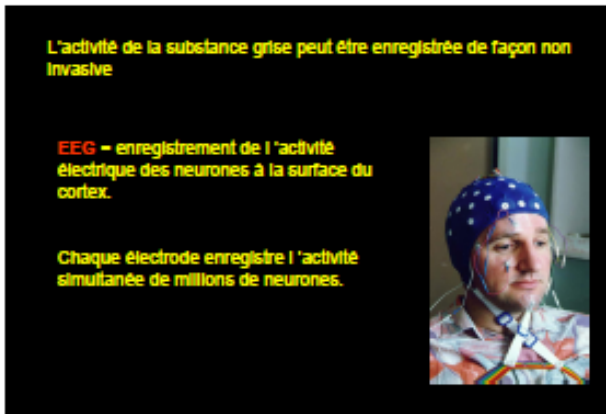 L'activité de la substance grise peut être enregistrée de façon non
invasive
EEG – enregistrement de l 'activité
électrique des neurones à la surface du
cortex.
Chaque électrode enregistre l 'activité
simultanée de millions de neurones.